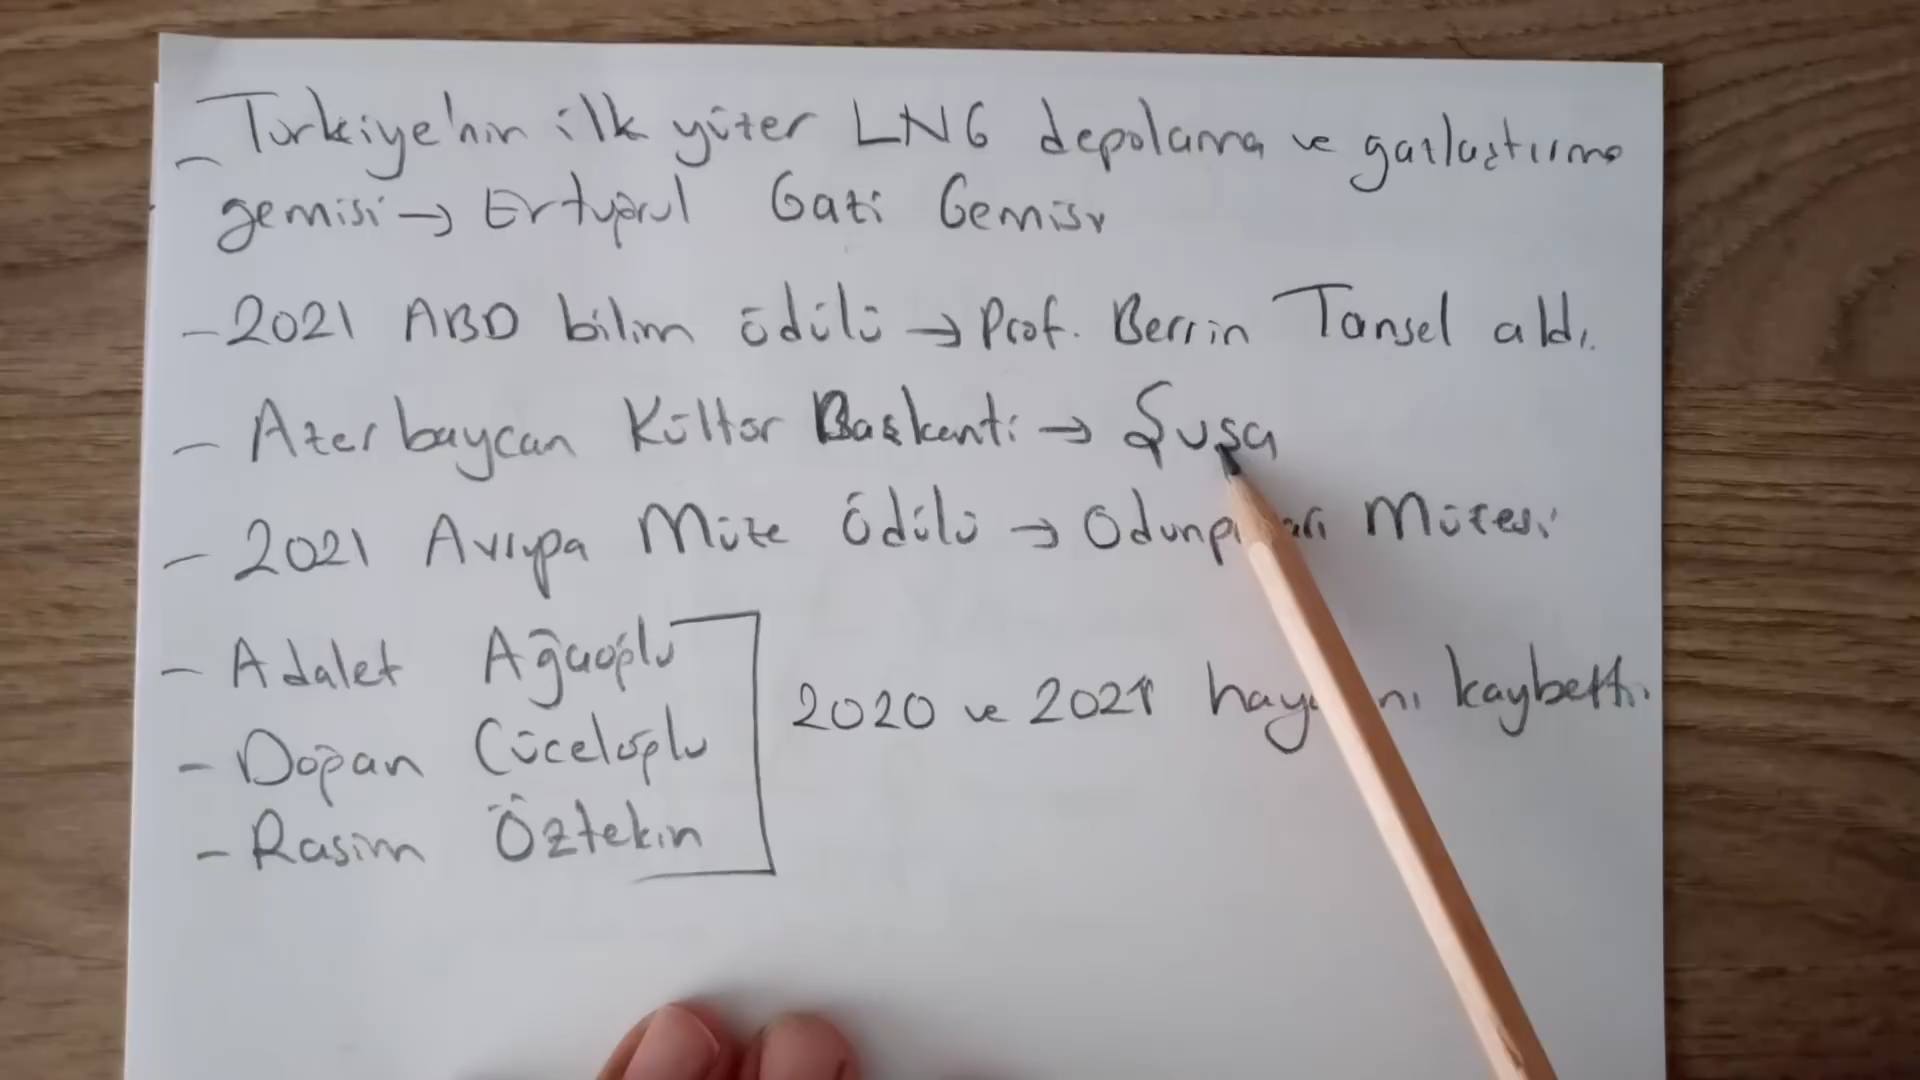 - Türkiye'nin ilk yüzer LNG depolama ve gazlaştırma
gemisi → Ertuğrul Gazi Gemisi
- 2021 ABD bilim ödülü → Prof. Berrin Tansel aldı.
- Azerbaycan Kültür Başkenti → Şuşa
- 2021 Avrupa Müze Ödülü → Müzesi
- Adalet Ağaoğlu
- Doğan Cüceloğlu
2020 ve 2021 kaybetti.
- Rasim Öztekin